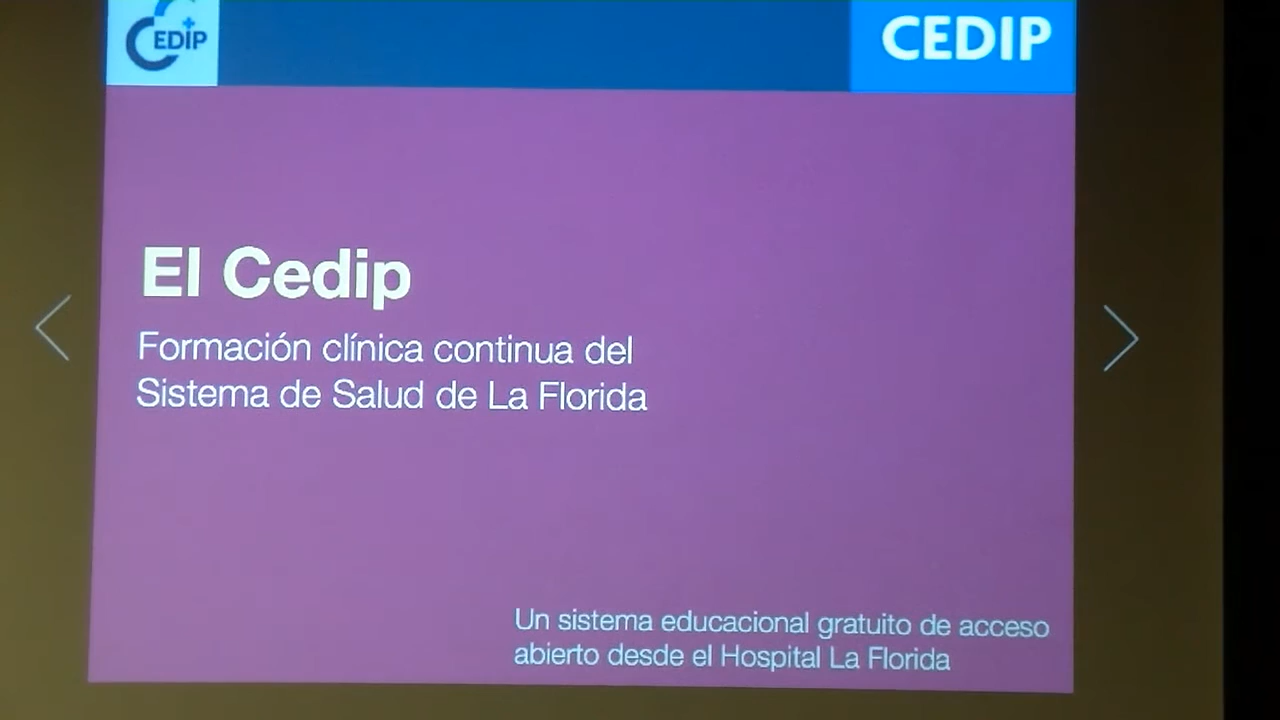 EDIP
CEDIP
El Cedip
Formación clínica continua del
Sistema de Salud de La Florida
Un sistema educacional gratuito de acceso
abierto desde el Hospital La Florida